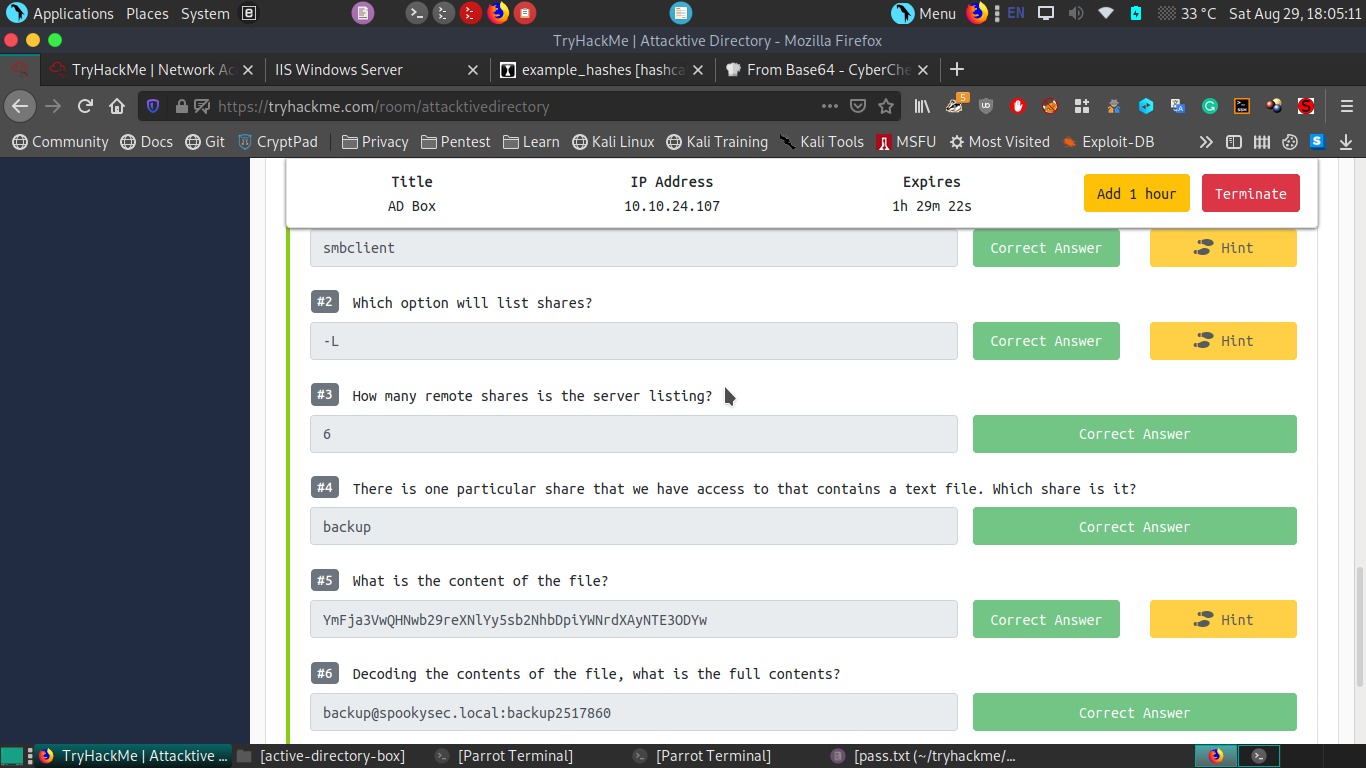 Applications Places System EN 33 °C Menu Sat Aug 29, 18:05:11
TryHackMe | Attacktive Directory - Mozilla Firefox
TryHackMe | Network Ac IIS Windows Server example_hashes [hashca From Base64 – CyberChe
https://tryhackme.com/room/attacktivedirectory 5
Community Docs Git CryptPad Privacy Pentest Learn Kali Linux Kali Training Kali Tools MSFU Most Visited Exploit-DB
Title IP Address Expires
AD Box 10.10.24.107 1h 29m 22s Add 1 hour Terminate
smbclient Correct Answer Hint
#2 Which option will list shares?
-L Correct Answer Hint
#3 How many remote shares is the server listing?
6 Correct Answer
#4 There is one particular share that we have access to that contains a text file. Which share is it?
backup Correct Answer
#5 What is the content of the file?
YmFja3VwQHNwb29reXNlYy5sb2NhbDpiYWNrdXAyNTE3ODYw Correct Answer Hint
#6 Decoding the contents of the file, what is the full contents?
backup@spookysec.local:backup2517860 Correct Answer
TryHackMe | Attacktive ... [active-directory-box] [Parrot Terminal] [Parrot Terminal] [pass.txt (~/tryhackme/...